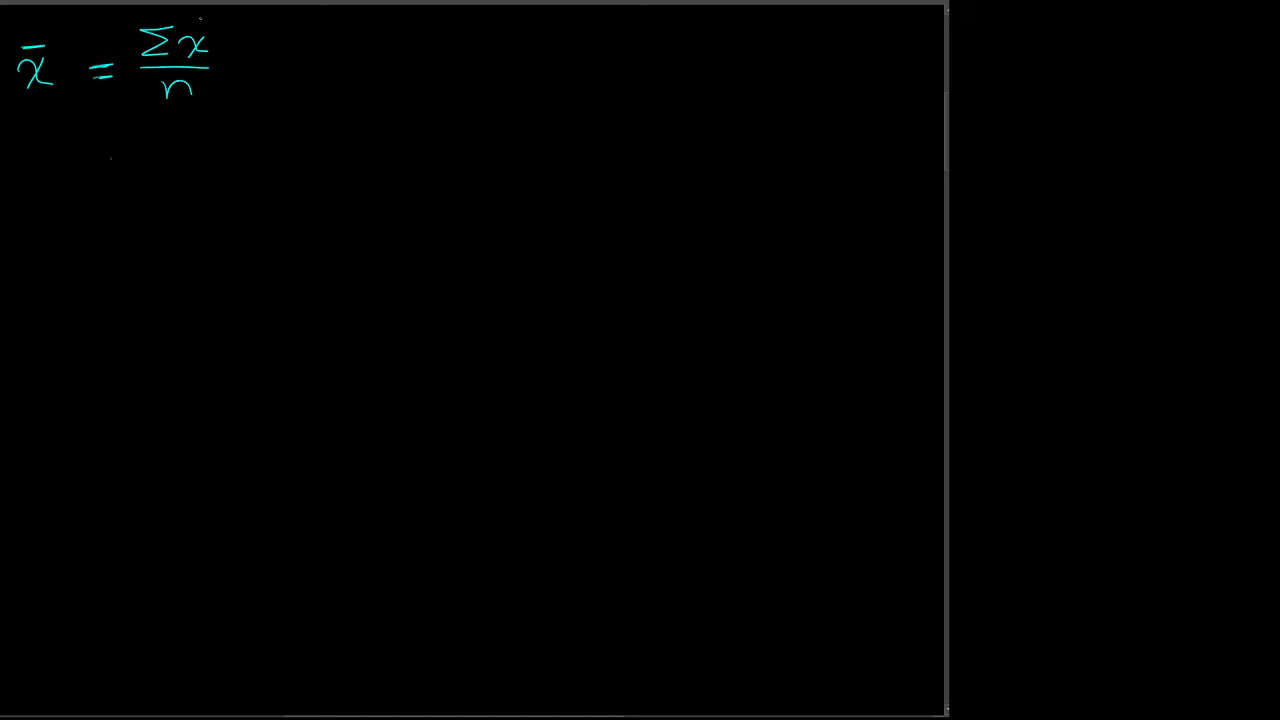 x̄ = Σx/n